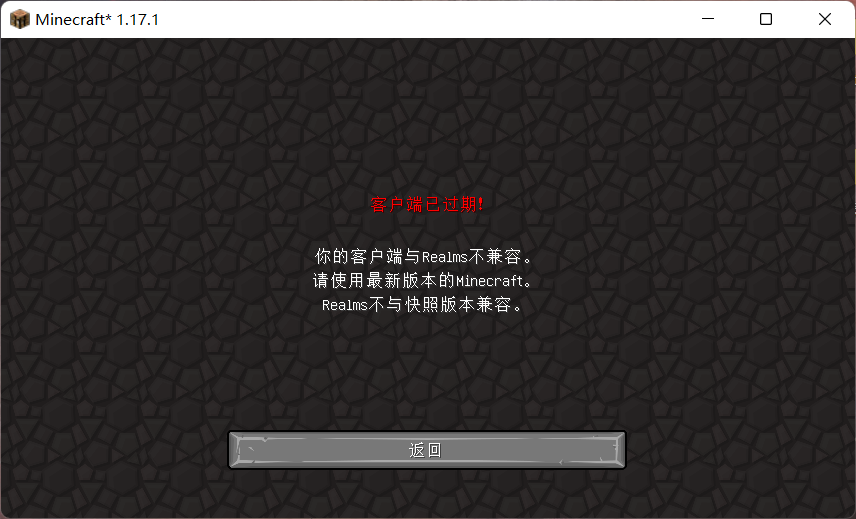 Minecraft* 1.17.1
客户端已过期!
你的客户端与Realms不兼容。
请使用最新版本的Minecraft。
Realms不与快照版本兼容。
返回